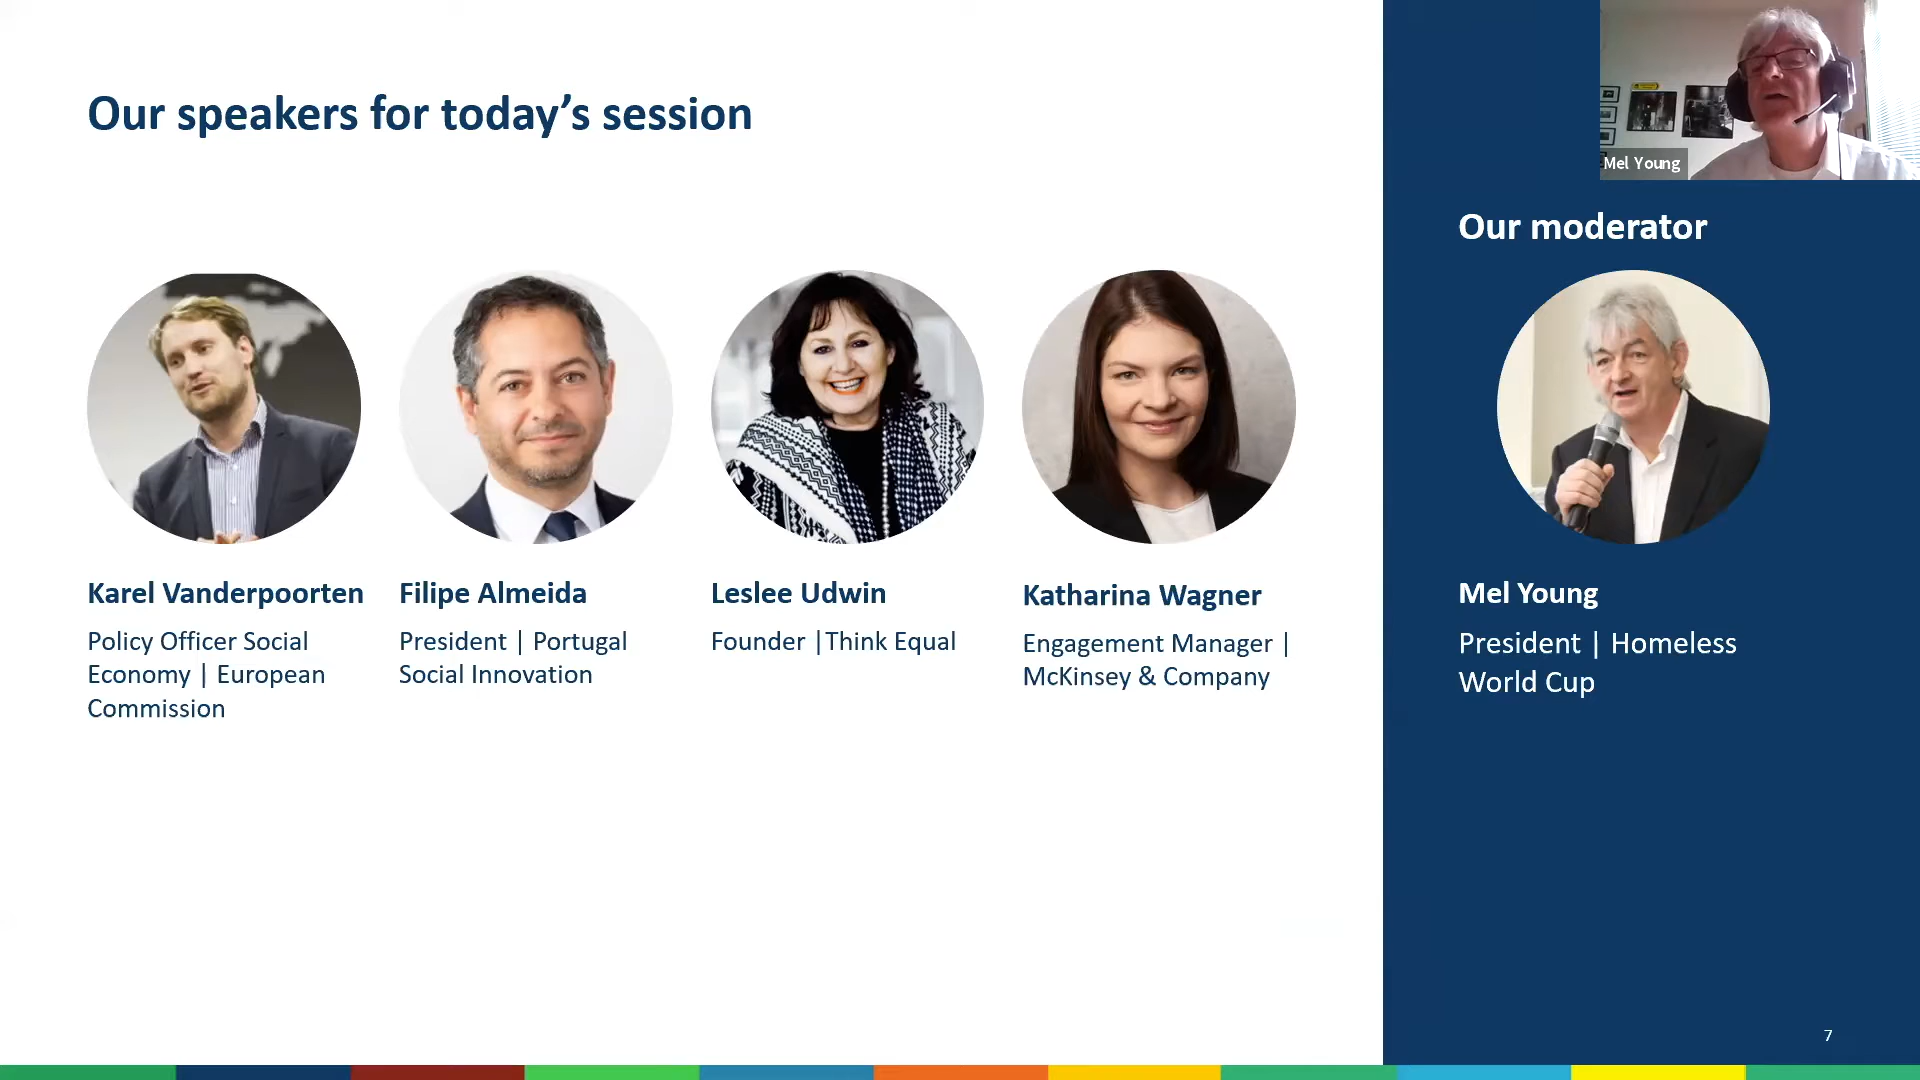 Our speakers for today's session
Mel Young
Our moderator
Karel Vanderpoorten
Policy Officer Social
Economy | European
Commission
Filipe Almeida
President | Portugal
Social Innovation
Leslee Udwin
Founder |Think Equal
Katharina Wagner
Engagement Manager |
McKinsey & Company
Mel Young
President | Homeless
World Cup
7